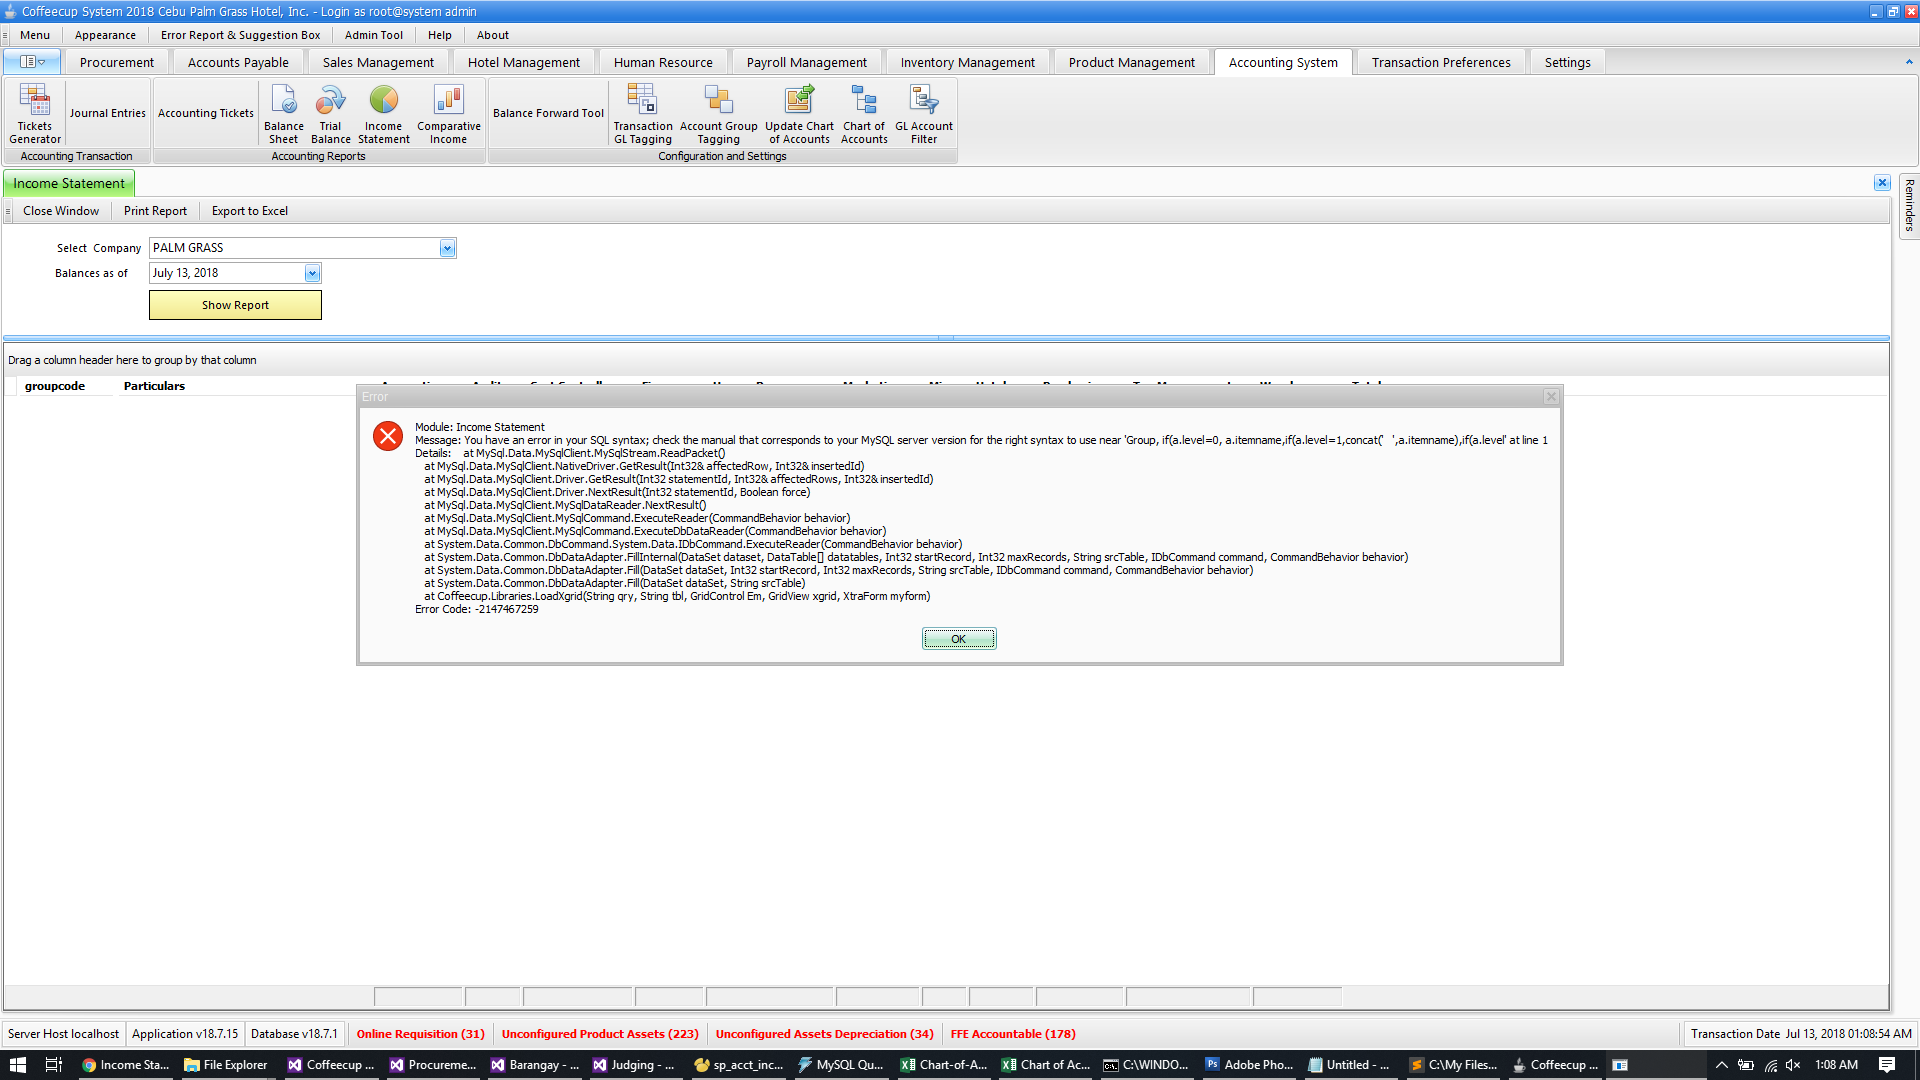 Coffeecup System 2018 Cebu Palm Grass Hotel, Inc. - Login as root@system admin
Menu Appearance Error Report & Suggestion Box Admin Tool Help About
Procurement Accounts Payable Sales Management Hotel Management Human Resource Payroll Management Inventory Management Product Management Accounting System Transaction Preferences Settings
Tickets Generator Journal Entries Accounting Tickets Balance Sheet Trial Balance Income Statement Comparative Income Balance Forward Tool Transaction GL Tagging Account Group Tagging Update Chart of Accounts Chart of Accounts GL Account Filter
Accounting Transaction Accounting Reports Configuration and Settings
Income Statement
Reminders
Close Window Print Report Export to Excel
Select Company PALM GRASS
Balances as of July 13, 2018
Show Report
Drag a column header here to group by that column
groupcode Particulars
Error
Module: Income Statement
Message: You have an error in your SQL syntax; check the manual that corresponds to your MySQL server version for the right syntax to use near 'Group, if(a.level=0, a.itemname,if(a.level=1,concat('   ',a.itemname),if(a.level' at line 1
Details:    at MySql.Data.MySqlClient.MySqlStream.ReadPacket()
at MySql.Data.MySqlClient.NativeDriver.GetResult(Int32& affectedRow, Int32& insertedId)
at MySql.Data.MySqlClient.Driver.GetResult(Int32 statementId, Int32& affectedRows, Int32& insertedId)
at MySql.Data.MySqlClient.Driver.NextResult(Int32 statementId, Boolean force)
at MySql.Data.MySqlClient.MySqlDataReader.NextResult()
at MySql.Data.MySqlClient.MySqlCommand.ExecuteReader(CommandBehavior behavior)
at MySql.Data.MySqlClient.MySqlCommand.ExecuteDbDataReader(CommandBehavior behavior)
at System.Data.Common.DbCommand.System.Data.IDbCommand.ExecuteReader(CommandBehavior behavior)
at System.Data.Common.DbDataAdapter.FillInternal(DataSet dataset, DataTable[] datatables, Int32 startRecord, Int32 maxRecords, String srcTable, IDbCommand command, CommandBehavior behavior)
at System.Data.Common.DbDataAdapter.Fill(DataSet dataSet, Int32 startRecord, Int32 maxRecords, String srcTable, IDbCommand command, CommandBehavior behavior)
at System.Data.Common.DbDataAdapter.Fill(DataSet dataSet, String srcTable)
at Coffeecup.Libraries.LoadXgrid(String qry, String tbl, GridControl Em, GridView xgrid, XtraForm myform)
Error Code: -2147467259
OK
Server Host localhost Application v18.7.15 Database v18.7.1 Online Requisition (31) Unconfigured Product Assets (223) Unconfigured Assets Depreciation (34) FFE Accountable (178) Transaction Date Jul 13, 2018 01:08:54 AM
Income Sta... File Explorer Coffeecup ... Procureme... Barangay - ... Judging - ... sp_acct_inc... MySQL Qu... Chart-of-A... Chart of Ac... C:\WINDO... Adobe Pho... Untitled - ... C:\My Files... Coffeecup ... 1:08 AM